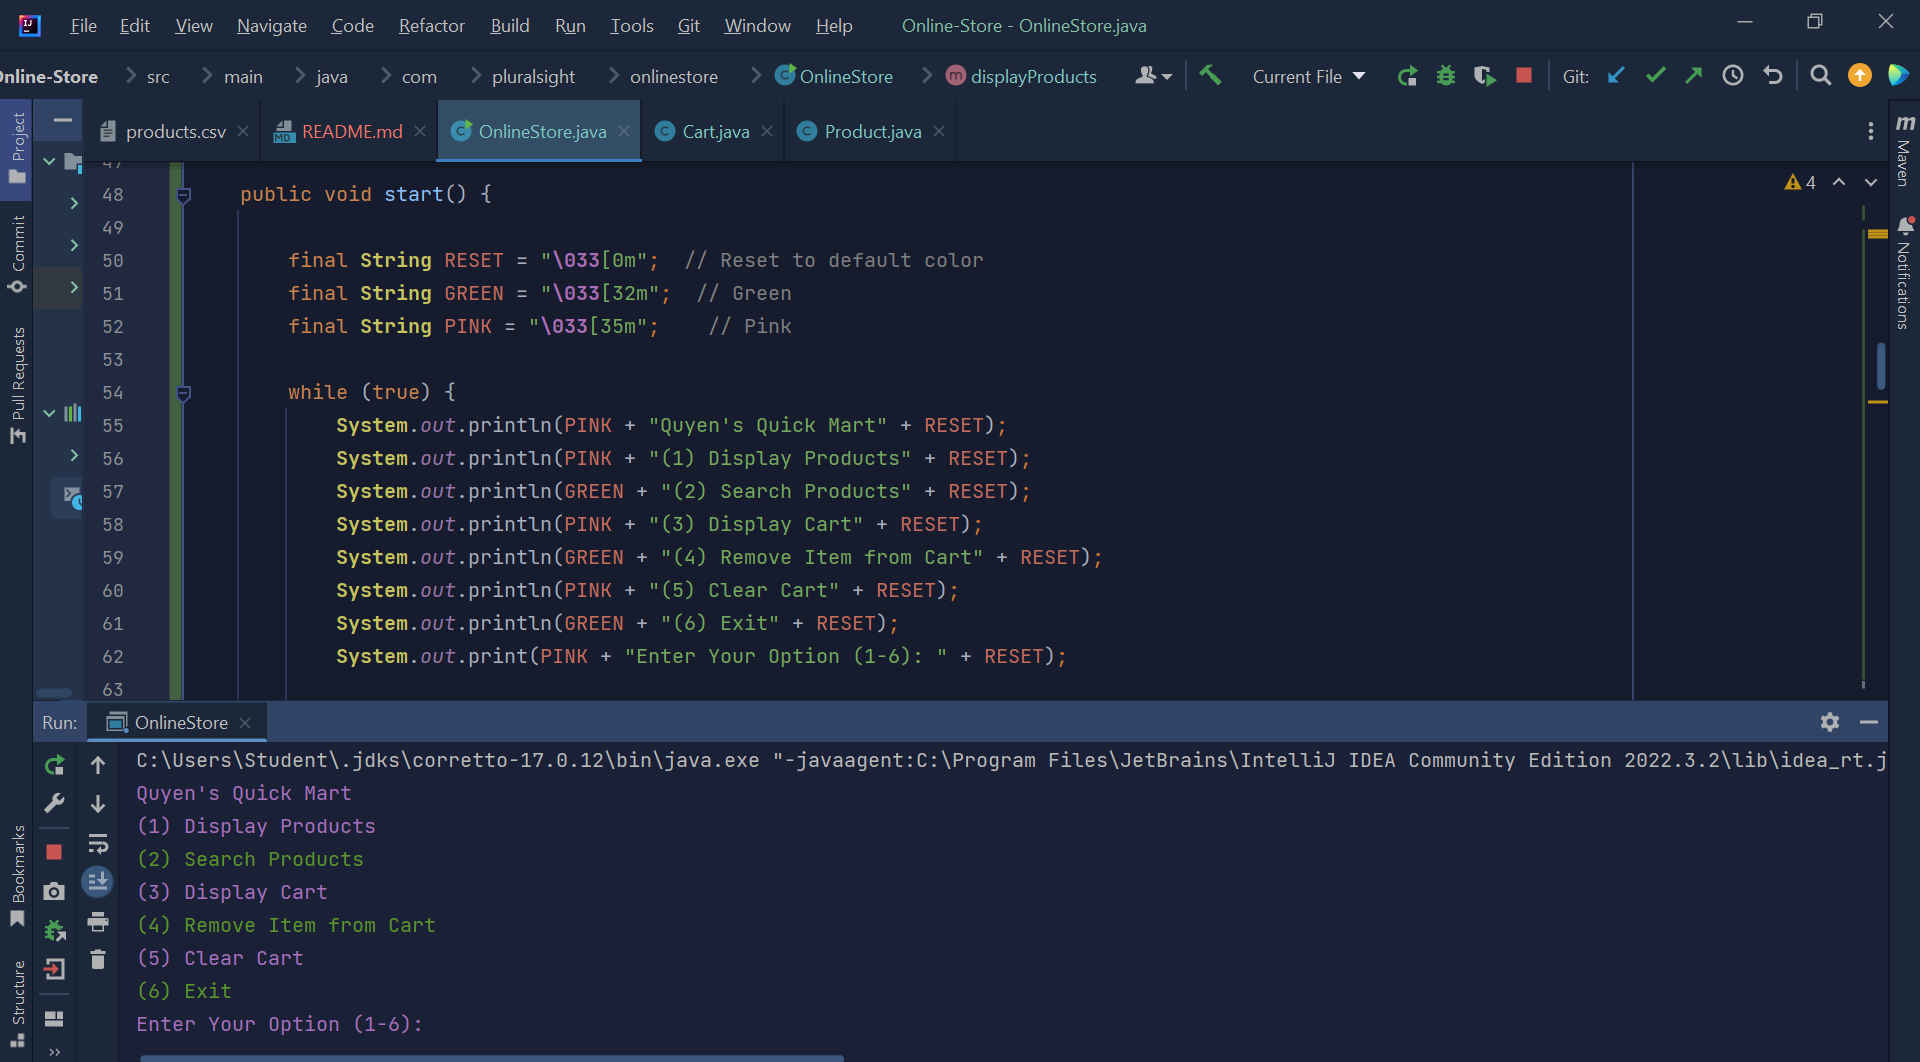 File Edit View Navigate Code Refactor Build Run Tools Git Window Help Online-Store - OnlineStore.java
Online-Store src main java com pluralsight onlinestore OnlineStore displayProducts Current File Git:
products.csv README.md OnlineStore.java Cart.java Product.java
Project
Commit
Pull Requests
Bookmarks
Structure
Maven
Notifications
4
47
48 public void start() {
49
50 final String RESET = "\033[0m"; // Reset to default color
51 final String GREEN = "\033[32m"; // Green
52 final String PINK = "\033[35m"; // Pink
53
54 while (true) {
55 System.out.println(PINK + "Quyen's Quick Mart" + RESET);
56 System.out.println(PINK + "(1) Display Products" + RESET);
57 System.out.println(GREEN + "(2) Search Products" + RESET);
58 System.out.println(PINK + "(3) Display Cart" + RESET);
59 System.out.println(GREEN + "(4) Remove Item from Cart" + RESET);
60 System.out.println(PINK + "(5) Clear Cart" + RESET);
61 System.out.println(GREEN + "(6) Exit" + RESET);
62 System.out.print(PINK + "Enter Your Option (1-6): " + RESET);
63
Run: OnlineStore
C:\Users\Student\.jdks\corretto-17.0.12\bin\java.exe "-javaagent:C:\Program Files\JetBrains\IntelliJ IDEA Community Edition 2022.3.2\lib\idea_rt.j
Quyen's Quick Mart
(1) Display Products
(2) Search Products
(3) Display Cart
(4) Remove Item from Cart
(5) Clear Cart
(6) Exit
Enter Your Option (1-6):